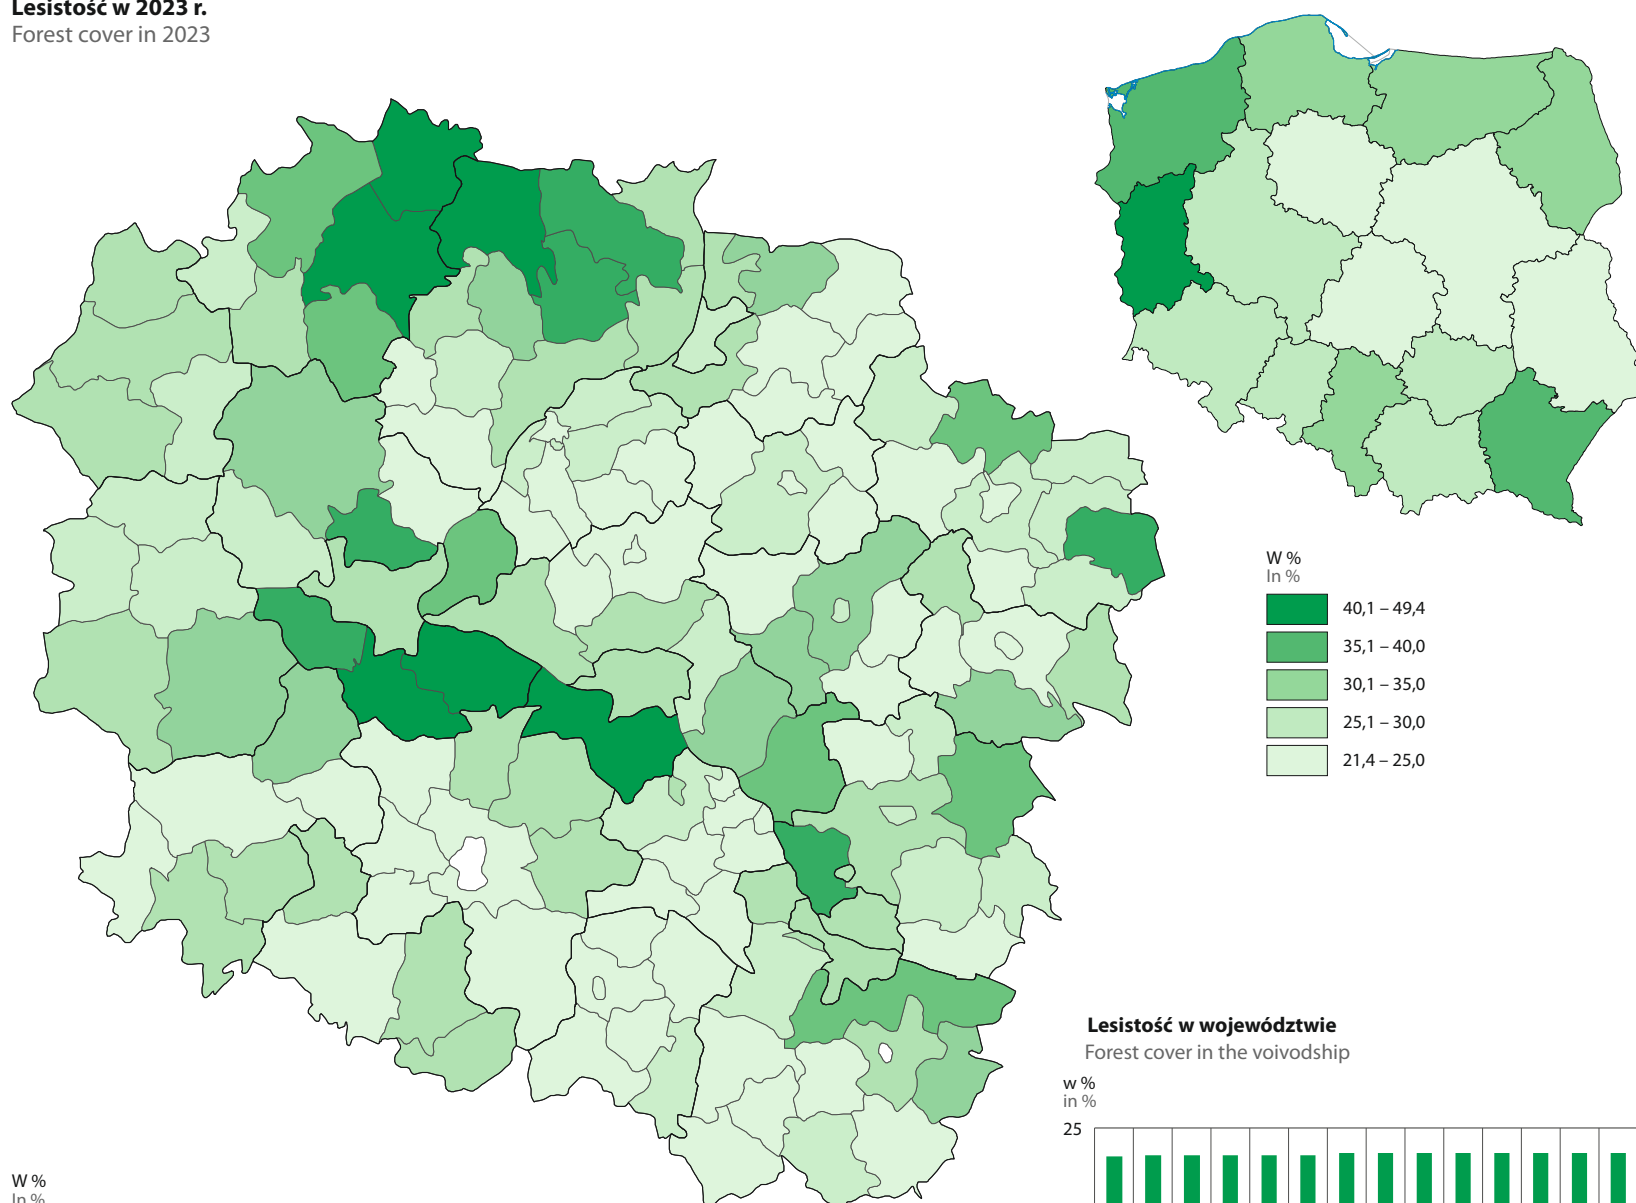 Lesistość w 2023 r.
Forest cover in 2023
W %
In %
40,1 – 49,4
35,1 – 40,0
30,1 – 35,0
25,1 – 30,0
21,4 – 25,0
Lesistość w województwie
Forest cover in the voivodship
w %
in %
25
W %
In %